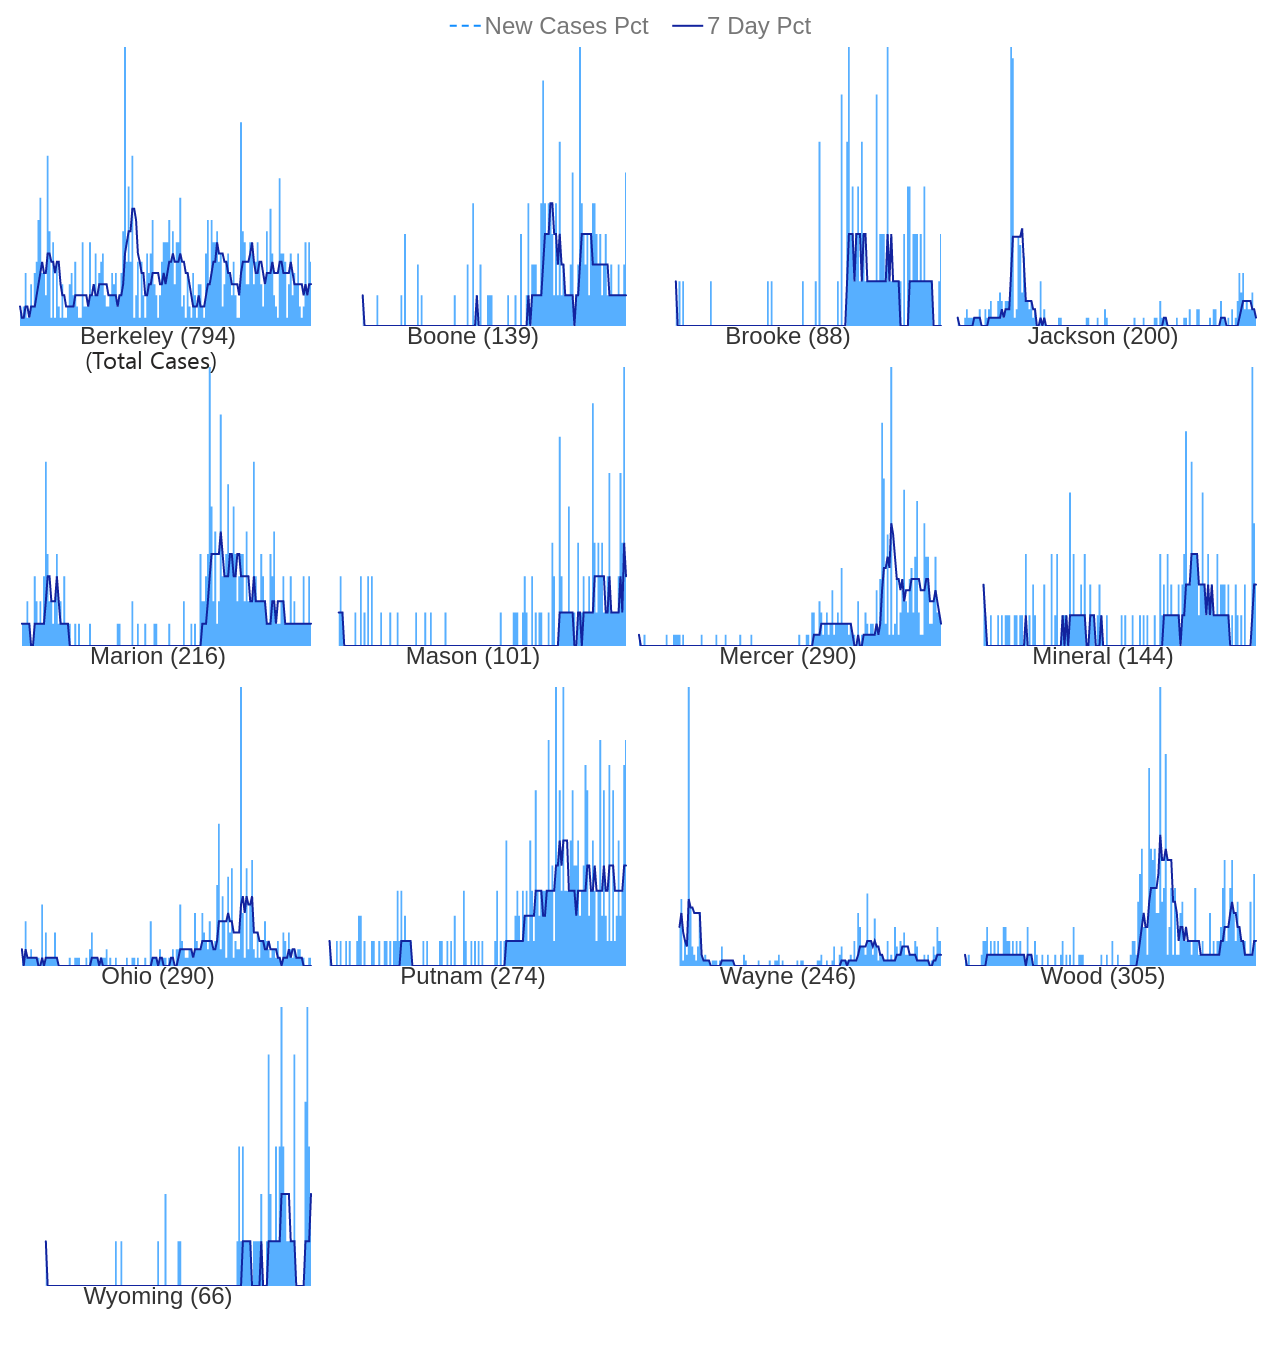 New Cases Pct 7 Day Pct
Berkeley (794) Boone (139) Brooke (88) Jackson (200)
(Total Cases)
Marion (216) Mason (101) Mercer (290) Mineral (144)
Ohio (290) Putnam (274) Wayne (246) Wood (305)
Wyoming (66)